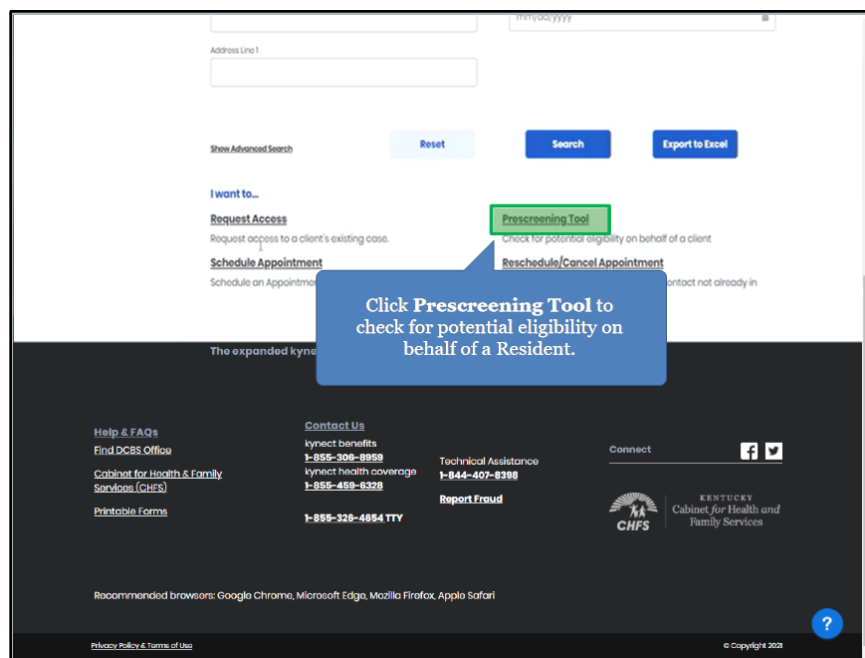 mm/dd/yyyy
Address Line 1
Show Advanced Search
Reset
Search
Export to Excel
I want to...
Request Access
Request access to a client's existing case.
Prescreening Tool
Check for potential eligibility on behalf of a client
Schedule Appointment
Schedule an Appointmen
Reschedule/Cancel Appointment
ontact not already in
Click Prescreening Tool to
check for potential eligibility on
behalf of a Resident.
The expanded kyne
Help & FAQs
Find DCBS Office
Cabinet for Health & Family
Services (CHFS)
Printable Forms
Contact Us
kynect benefits
1-855-306-8959
kynect health coverage
1-855-459-6328
1-855-326-4654 TTY
Technical Assistance
1-844-407-8398
Report Fraud
Connect
CHFS
KENTUCKY
Cabinet for Health and
Family Services
Recommended browsers: Google Chrome, Microsoft Edge, Mozilla Firefox, Apple Safari
?
Privacy Policy & Terms of Use
© Copyright 2021